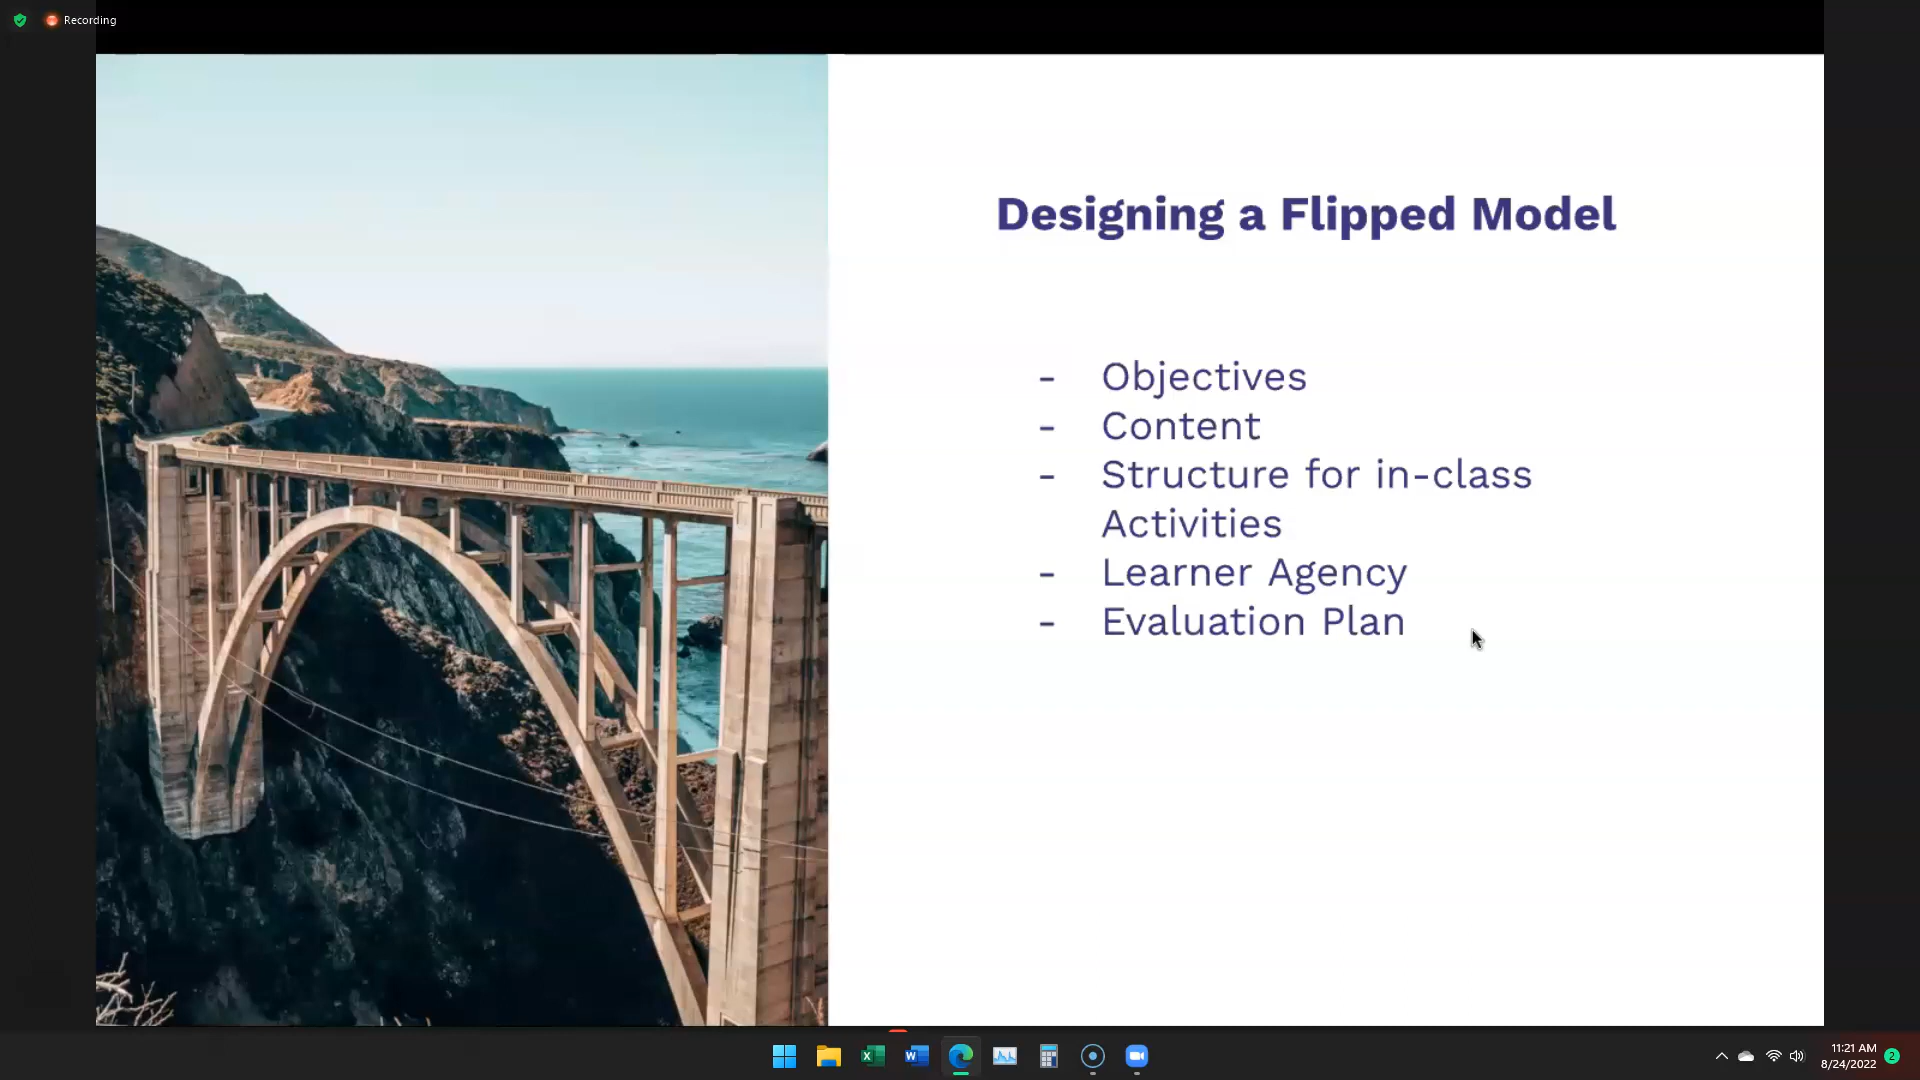 Recording
Designing a Flipped Model
- Objectives
- Content
- Structure for in-class
Activities
- Learner Agency
- Evaluation Plan
11:21 AM
8/24/2022
2